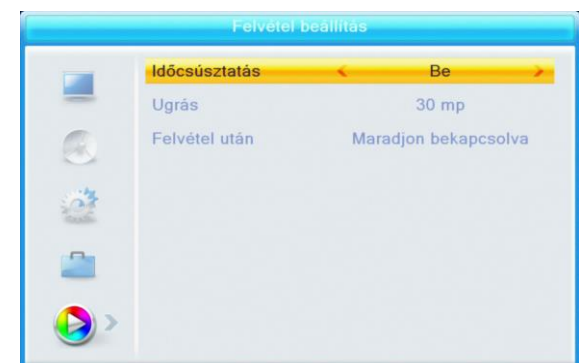 Felvétel beállítás
Időcsúsztatás Be
Ugrás 30 mp
Felvétel után Maradjon bekapcsolva